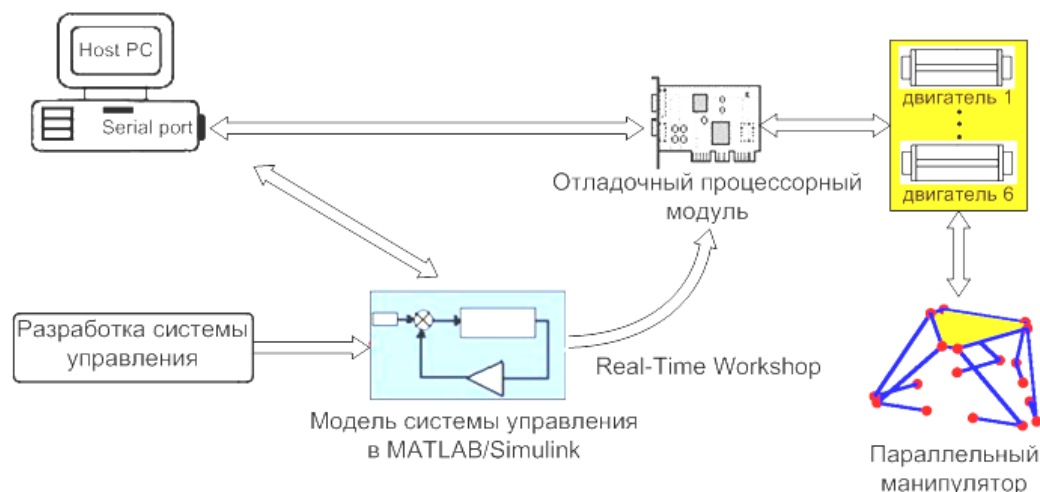 Host PC
Serial port
двигатель 1
двигатель 6
Отладочный процессорный
модуль
Разработка системы
управления
Real-Time Workshop
Модель системы управления
в MATLAB/Simulink
Параллельный
манипулятор